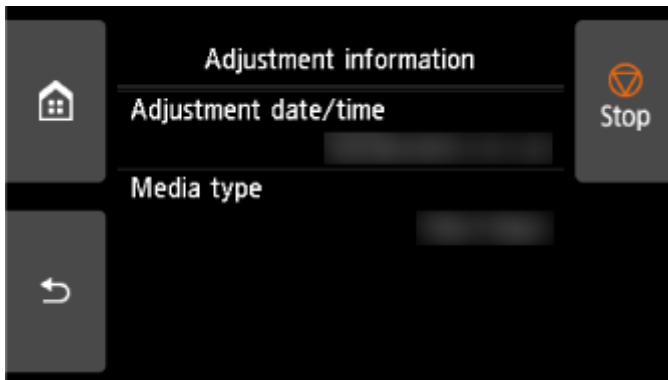 Adjustment information
Stop
Adjustment date/time
Media type